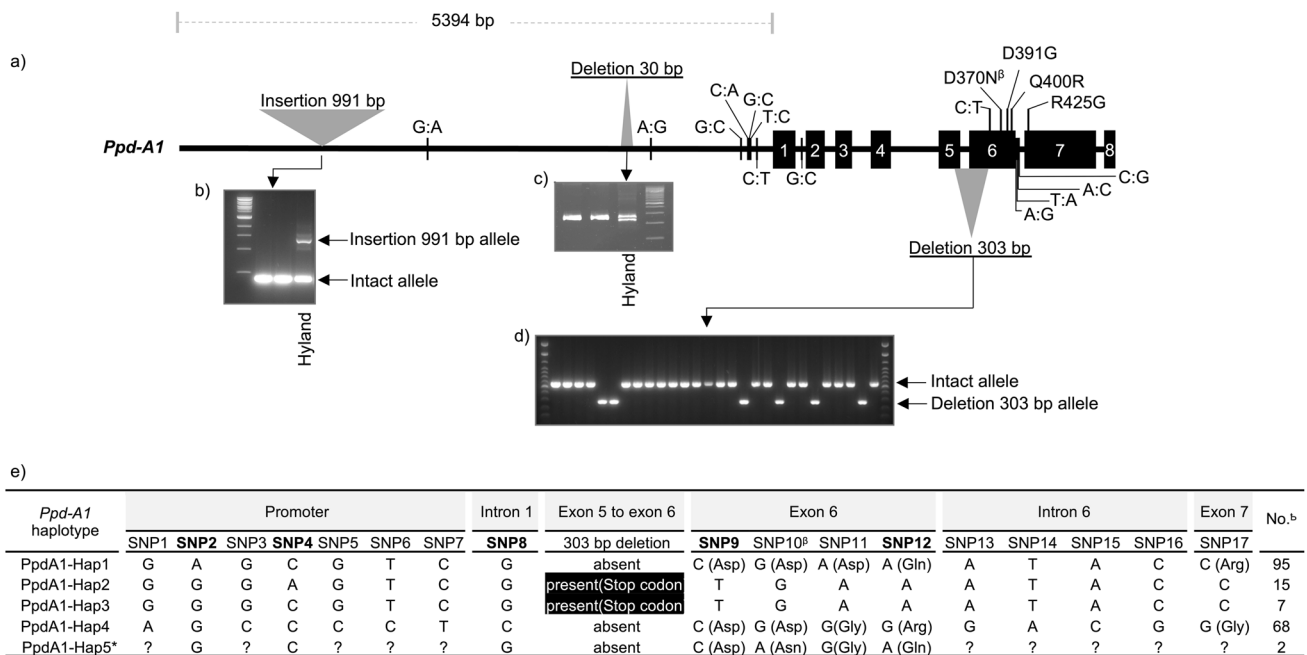 5394 bp
a)
Deletion 30 bp
D391G
D370Nᵝ
Q400R
Insertion 991 bp
C:A
G:C
C:T
R425G
G:A
A:G
G:C
T:C
Ppd-A1
1 2 3 4 5 6 7 8
C:T
G:C
C:G
A:C
T:A
A:G
b)
c)
Insertion 991 bp allele
Intact allele
Hyland
Hyland
Deletion 303 bp
d)
Intact allele
Deletion 303 bp allele
e)
Ppd-A1 haplotype Promoter Intron 1 Exon 5 to exon 6 Exon 6 Intron 6 Exon 7 No.ᵇ
SNP1 SNP2 SNP3 SNP4 SNP5 SNP6 SNP7 SNP8 303 bp deletion SNP9 SNP10ᵝ SNP11 SNP12 SNP13 SNP14 SNP15 SNP16 SNP17
PpdA1-Hap1 G A G C G T C G absent C (Asp) G (Asp) A (Asp) A (Gln) A T A C C (Arg) 95
PpdA1-Hap2 G G G A G T C G present(Stop codon T G A A A T A C C 15
PpdA1-Hap3 G G G C G T C G present(Stop codon T G A A A T A C C 7
PpdA1-Hap4 A G C C C C T C absent C (Asp) G (Asp) G(Gly) G (Arg) G A C G G (Gly) 68
PpdA1-Hap5* ? G ? C ? ? ? G absent C (Asp) A (Asn) G(Gly) A (Gln) ? ? ? ? ? 2